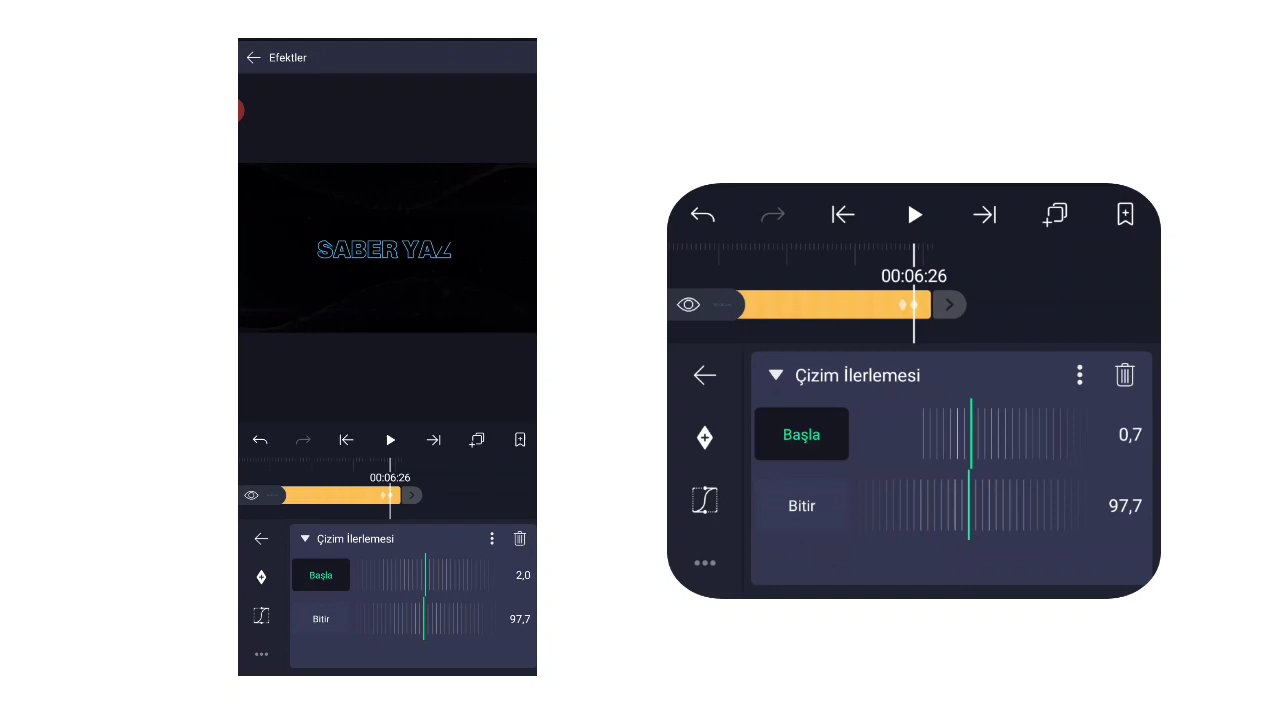 Efektler
SABER YAZ
00:06:26
Çizim İlerlemesi
Başla 2,0
Bitir 97,7
00:06:26
Çizim İlerlemesi
Başla 0,7
Bitir 97,7